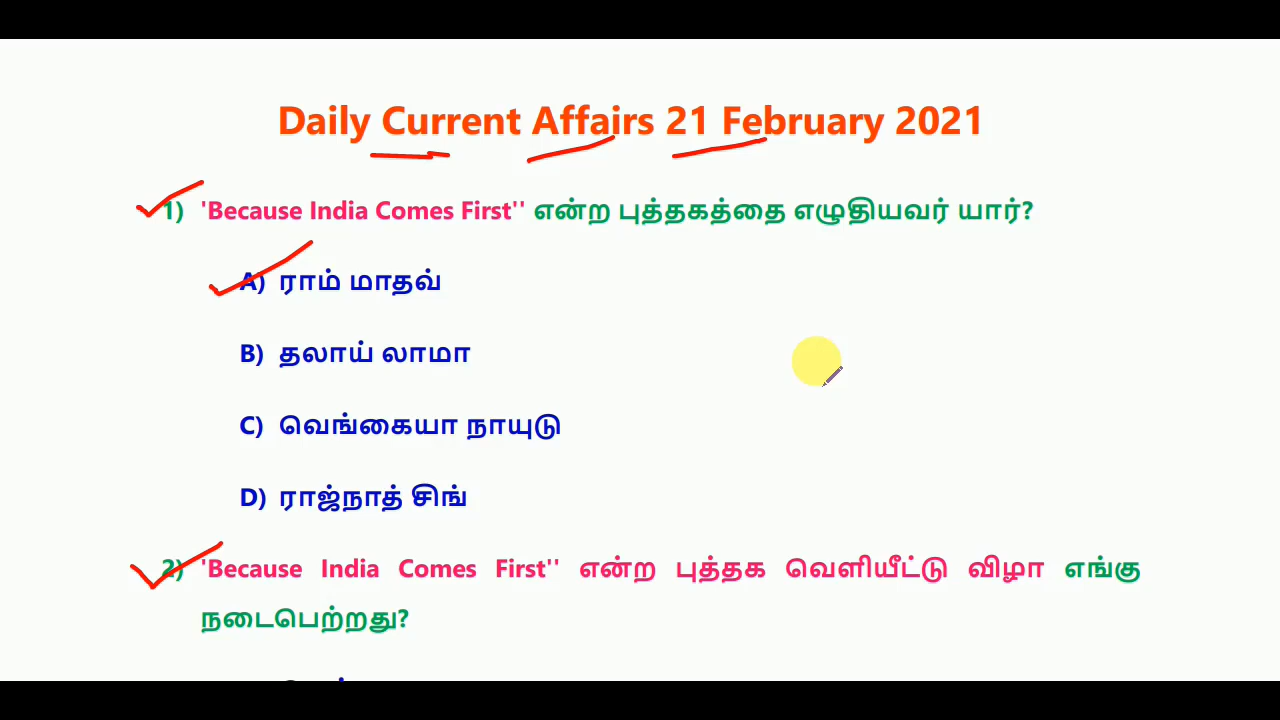 Daily Current Affairs 21 February 2021
1) 'Because India Comes First'' என்ற புத்தகத்தை எழுதியவர் யார்?
A) ராம் மாதவ்
B) தலாய் லாமா
C) வெங்கையா நாயுடு
D) ராஜ்நாத் சிங்
2) 'Because India Comes First'' என்ற புத்தக வெளியீட்டு விழா எங்கு
நடைபெற்றது?